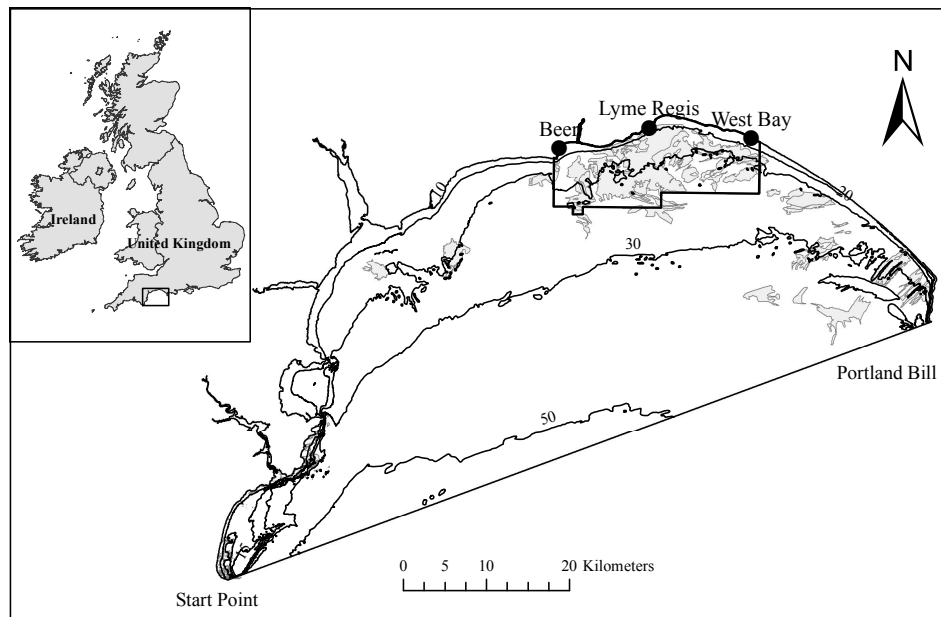 N
Lyme Regis
Beer
West Bay
10
20
Ireland
United Kingdom
30
Portland Bill
50
0 5 10 20 Kilometers
Start Point